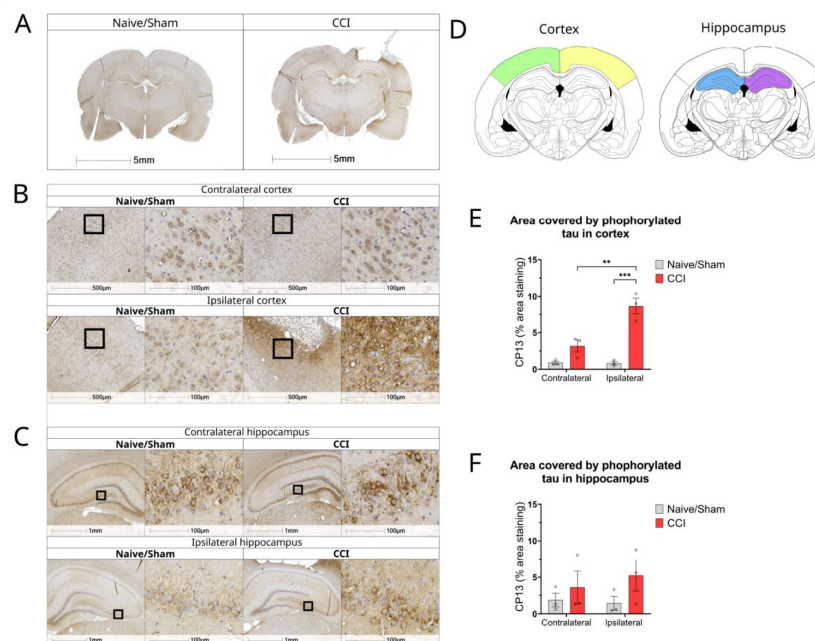 A
Naive/Sham CCI
5mm 5mm
B
Contralateral cortex
Naive/Sham CCI
500μm 100μm 500μm 100μm
Ipsilateral cortex
Naive/Sham CCI
500μm 100μm 500μm 100μm
C
Contralateral hippocampus
Naive/Sham CCI
1mm 100μm 1mm 100μm
Ipsilateral hippocampus
Naive/Sham CCI
1mm 100μm 1mm 100μm
D
Cortex Hippocampus
E
Area covered by phophorylated
tau in cortex
CP13 (% area staining)
15
10
5
0
**
***
Naive/Sham
CCI
Contralateral Ipsilateral
F
Area covered by phophorylated
tau in hippocampus
CP13 (% area staining)
15
10
5
0
Naive/Sham
CCI
Contralateral Ipsilateral